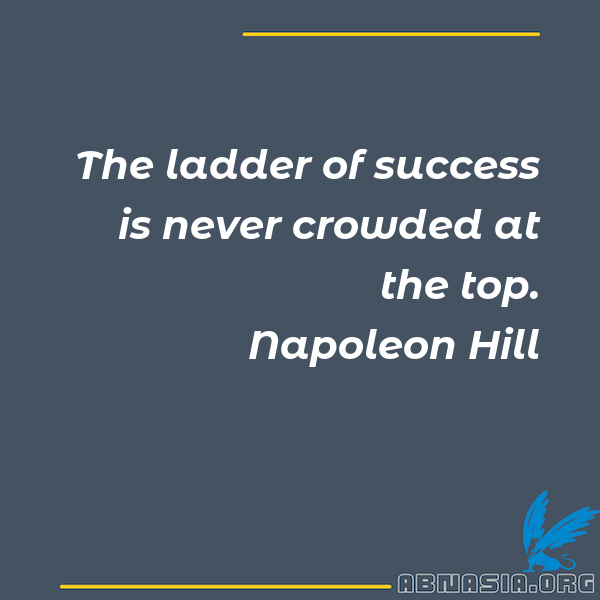 The ladder of success
is never crowded at
the top.
Napoleon Hill
ABNASIA.ORG